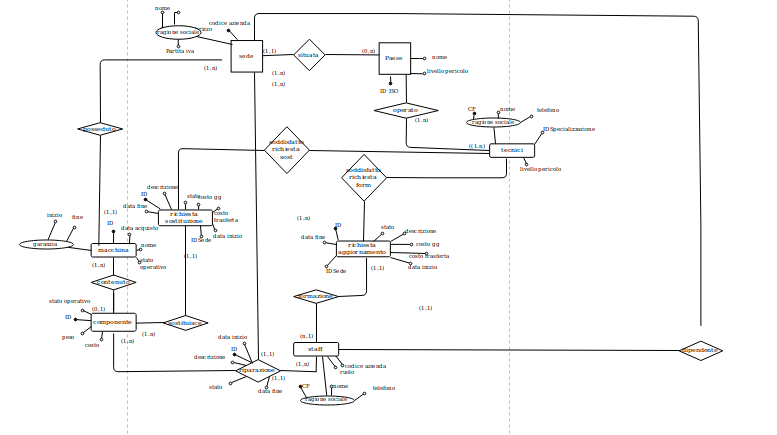 nome
codice azienda
ragione sociale
Partita iva
sede
(1,1)
situata
(0,n)
Paese
nome
livello pericolo
ID ISO
(1,n)
(1,n)
(1,n)
operato
(1,n)
CF
nome
telefono
ragione sociale
ID Specializzazione
posseduto
soddisfatta
richiesta
sost
((1,n)
tecnici
livello pericolo
soddisfatta
richiesta
form
descrizione
ID
stato
costo gg
data fine
richiesta
sostituzione
costo
trasferta
data inizio
ID Sede
inizio
fine
(1,1)
ID
data acquisto
garanzia
macchina
nome
stato
operativo
(1,n)
(1,1)
(1,n)
ID
stato
descrizione
data fine
richiesta
aggiornamento
costo gg
costo trasferta
data inizio
ID Sede
(1,1)
contenuto
stato operativo
(0,1)
ID
componente
sostituisce
peso
costo
(1,n)
(1,n)
formazione
(1,1)
(n,1)
staff
dipendente
data inizio
ID
descrizione
(1,1)
(1,n)
riparazione
(1,1)
stato
data fine
codice azienda
ruolo
CF
nome
telefono
ragione sociale